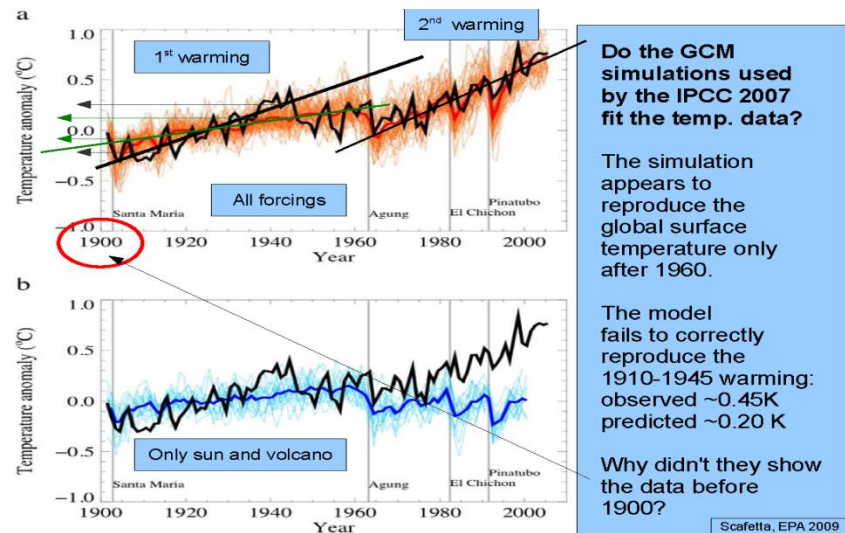 a
1st warming
2nd warming
Temperature anomaly (°C)
1.0
0.5
0.0
−0.5
−1.0
All forcings
Santa Maria
Agung
El Chichon
Pinatubo
1900
1920
1940
1960
1980
2000
Year
b
Temperature anomaly (°C)
1.0
0.5
0.0
−0.5
−1.0
Only sun and volcano
Santa Maria
Agung
El Chichon
Pinatubo
1900
1920
1940
1960
1980
2000
Year
Do the GCM
simulations used
by the IPCC 2007
fit the temp. data?
The simulation
appears to
reproduce the
global surface
temperature only
after 1960.
The model
fails to correctly
reproduce the
1910-1945 warming:
observed ~0.45K
predicted ~0.20 K
Why didn't they show
the data before
1900?
Scafetta, EPA 2009